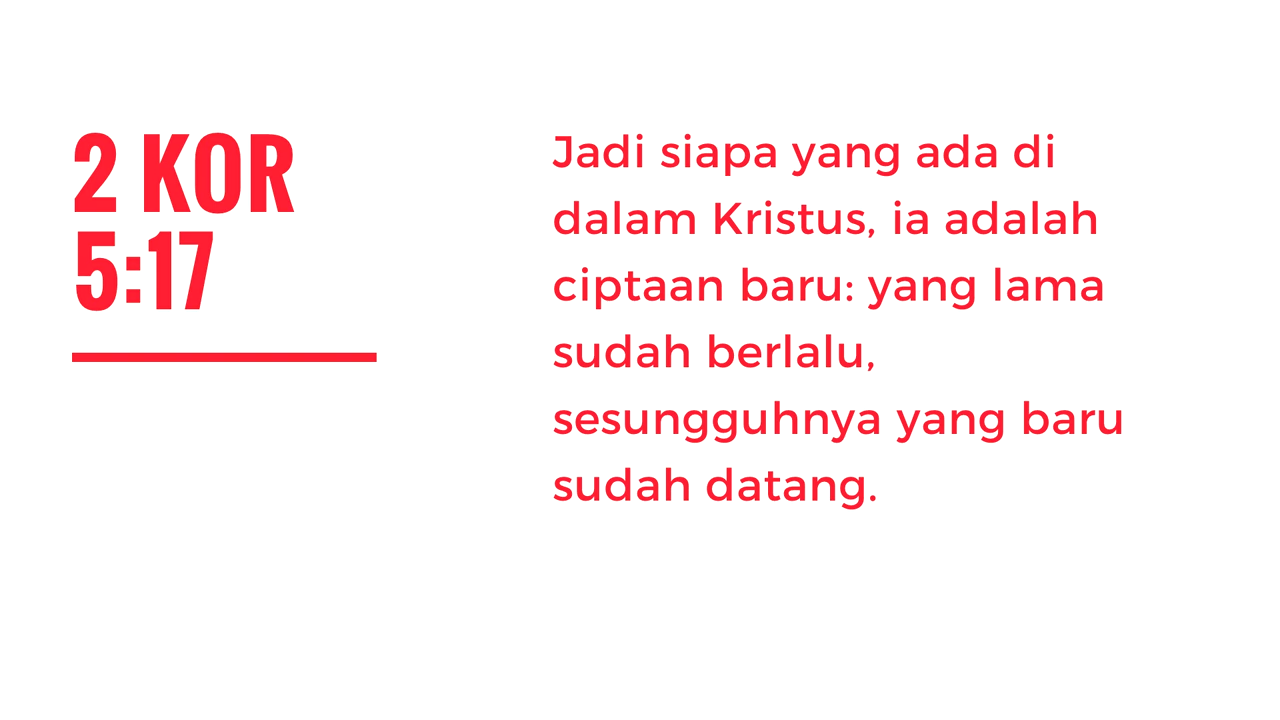 2 KOR
5:17
Jadi siapa yang ada di
dalam Kristus, ia adalah
ciptaan baru: yang lama
sudah berlalu,
sesungguhnya yang baru
sudah datang.